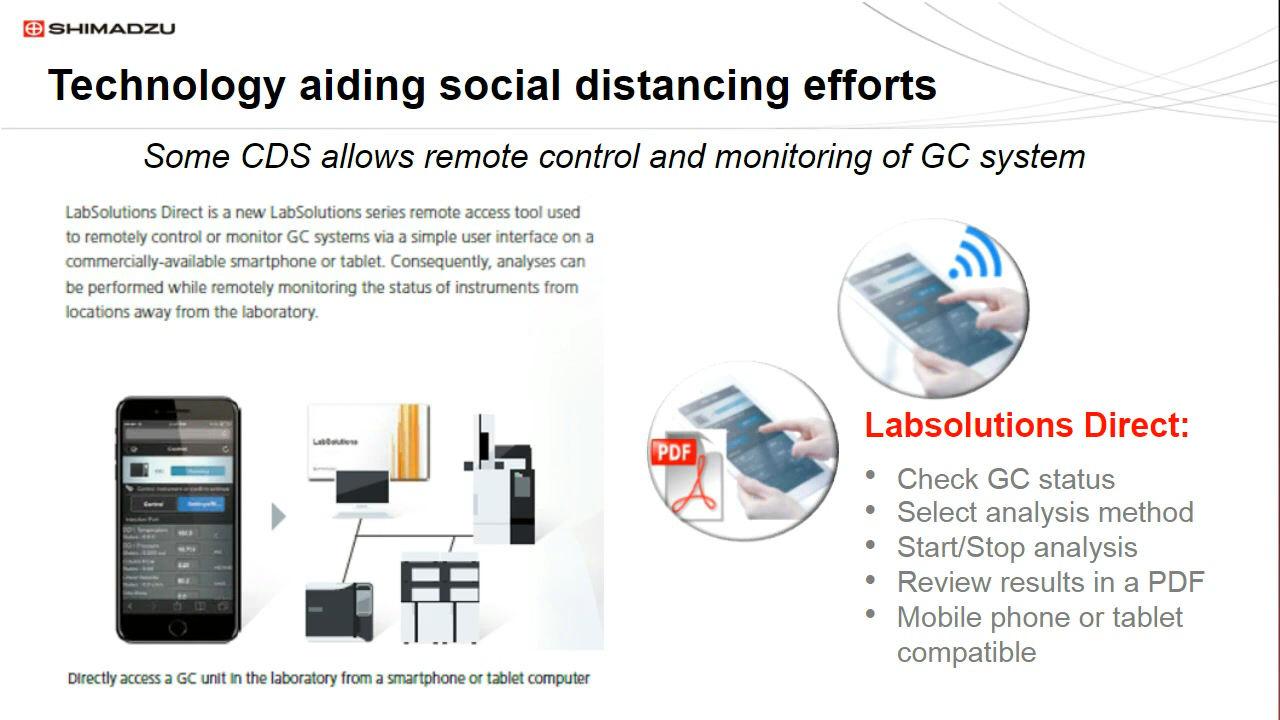 SHIMADZU
Technology aiding social distancing efforts
Some CDS allows remote control and monitoring of GC system
LabSolutions Direct is a new LabSolutions series remote access tool used
to remotely control or monitor GC systems via a simple user interface on a
commercially-available smartphone or tablet. Consequently, analyses can
be performed while remotely monitoring the status of instruments from
locations away from the laboratory.
Control
Control
LabSolutions
PDF
Directly access a GC unit in the laboratory from a smartphone or tablet computer
Labsolutions Direct:
• Check GC status
• Select analysis method
• Start/Stop analysis
• Review results in a PDF
• Mobile phone or tablet
compatible